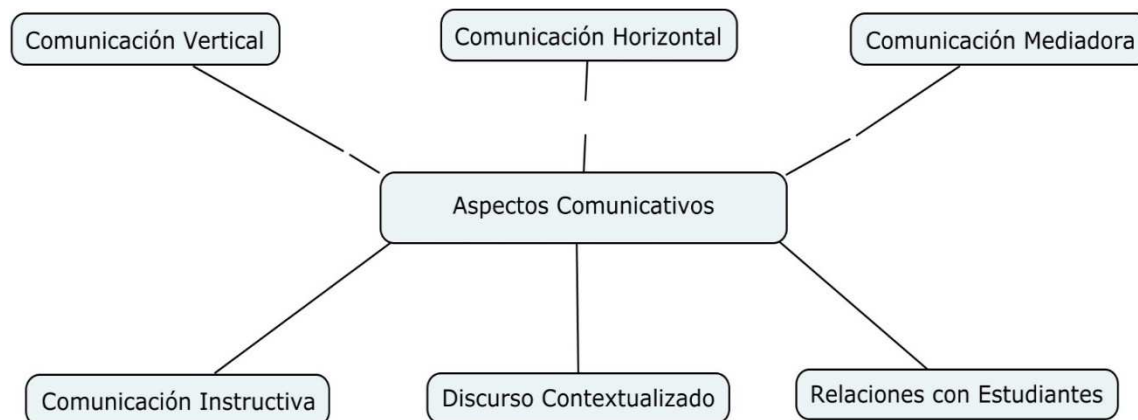 Comunicación Vertical
Comunicación Horizontal
Comunicación Mediadora
Aspectos Comunicativos
Comunicación Instructiva
Discurso Contextualizado
Relaciones con Estudiantes